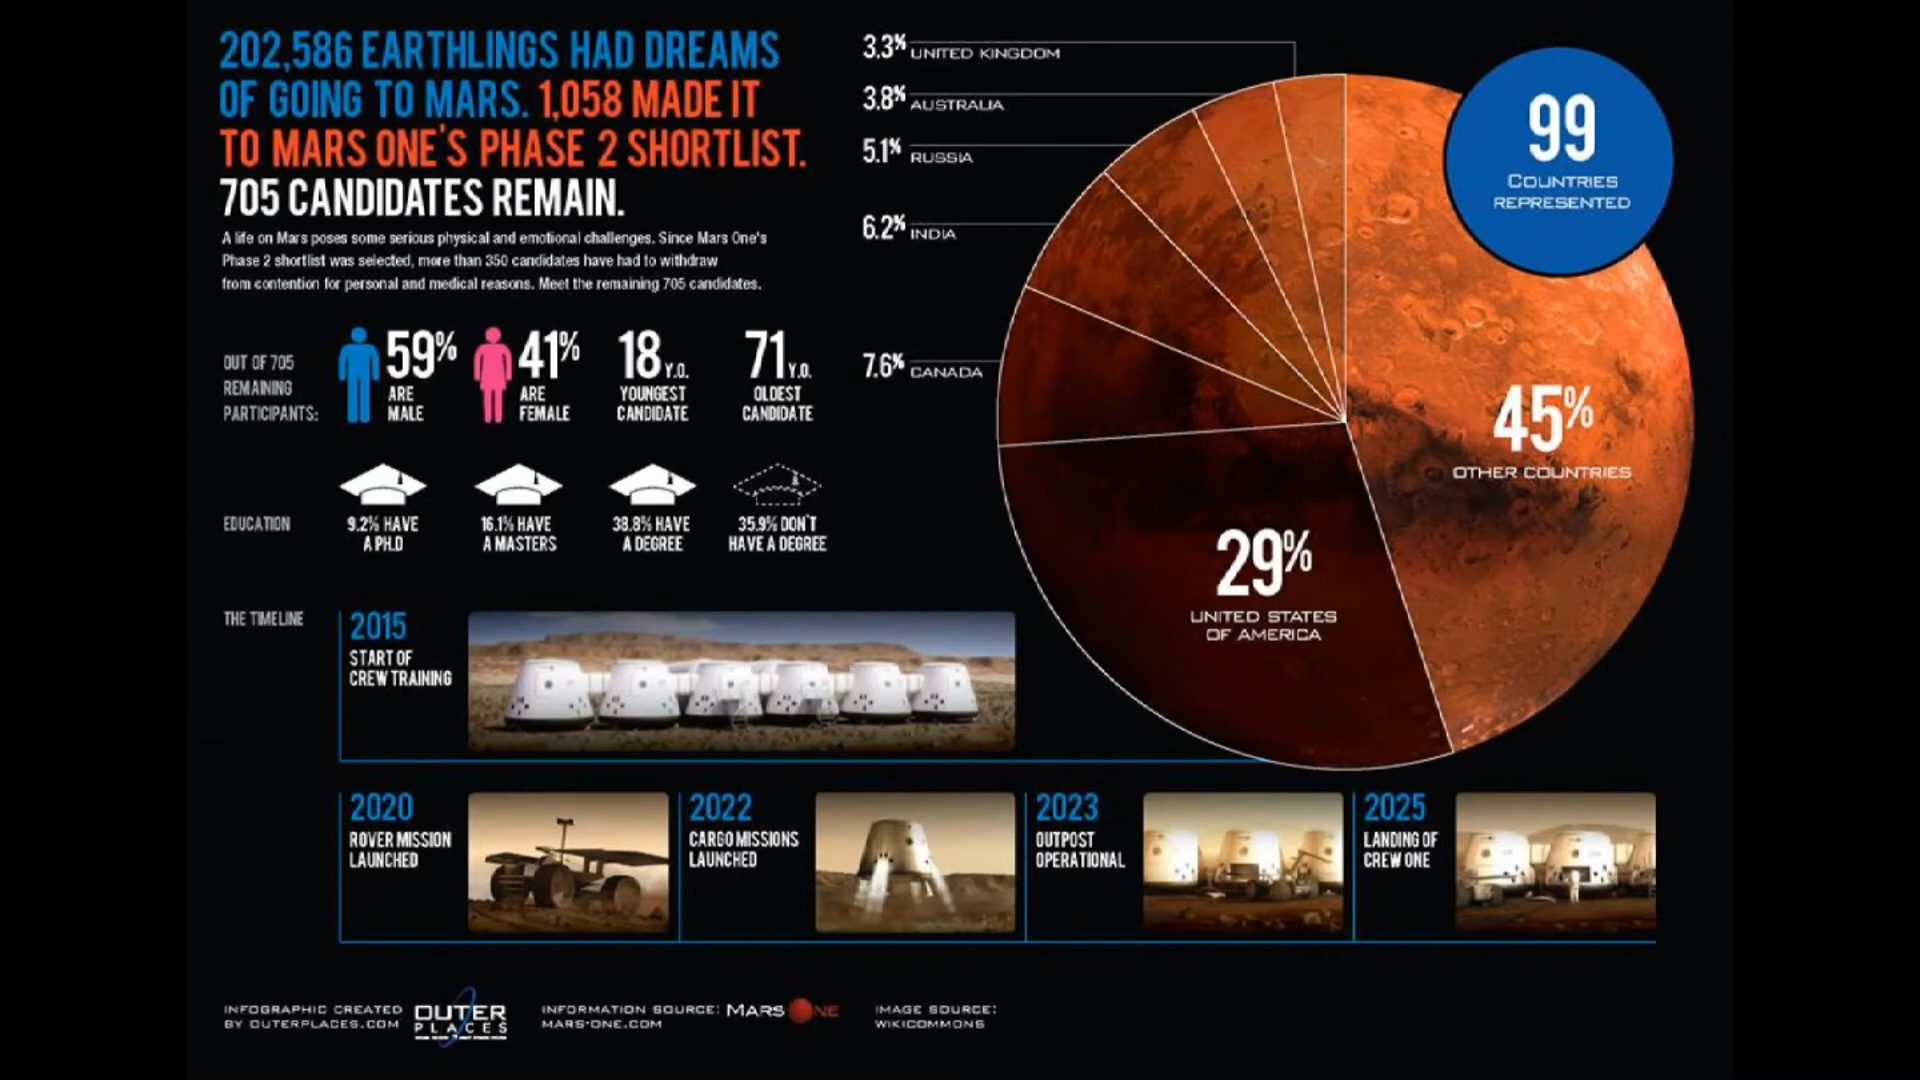 202,586 EARTHLINGS HAD DREAMS
OF GOING TO MARS. 1,058 MADE IT
TO MARS ONE'S PHASE 2 SHORTLIST.
705 CANDIDATES REMAIN.
A life on Mars poses some serious physical and emotional challenges. Since Mars One's
Phase 2 shortlist was selected, more than 350 candidates have had to withdraw
from contention for personal and medical reasons. Meet the remaining 705 candidates.
OUT OF 705
REMAINING
PARTICIPANTS:
59%
ARE
MALE
41%
ARE
FEMALE
18 Y.O.
YOUNGEST
CANDIDATE
71 Y.O.
OLDEST
CANDIDATE
EDUCATION
9.2% HAVE
A PH.D
16.1% HAVE
A MASTERS
38.8% HAVE
A DEGREE
35.9% DON'T
HAVE A DEGREE
3.3% UNITED KINGDOM
3.8% AUSTRALIA
5.1% RUSSIA
6.2% INDIA
7.6% CANADA
99
COUNTRIES
REPRESENTED
45%
OTHER COUNTRIES
29%
UNITED STATES
OF AMERICA
THE TIMELINE
2015
START OF
CREW TRAINING
2020
ROVER MISSION
LAUNCHED
2022
CARGO MISSIONS
LAUNCHED
2023
OUTPOST
OPERATIONAL
2025
LANDING OF
CREW ONE
INFOGRAPHIC CREATED
BY OUTERPLACES.COM
OUTER
PLACES
INFORMATION SOURCE: MARS ONE
MARS-ONE.COM
IMAGE SOURCE:
WIKICOMMONS